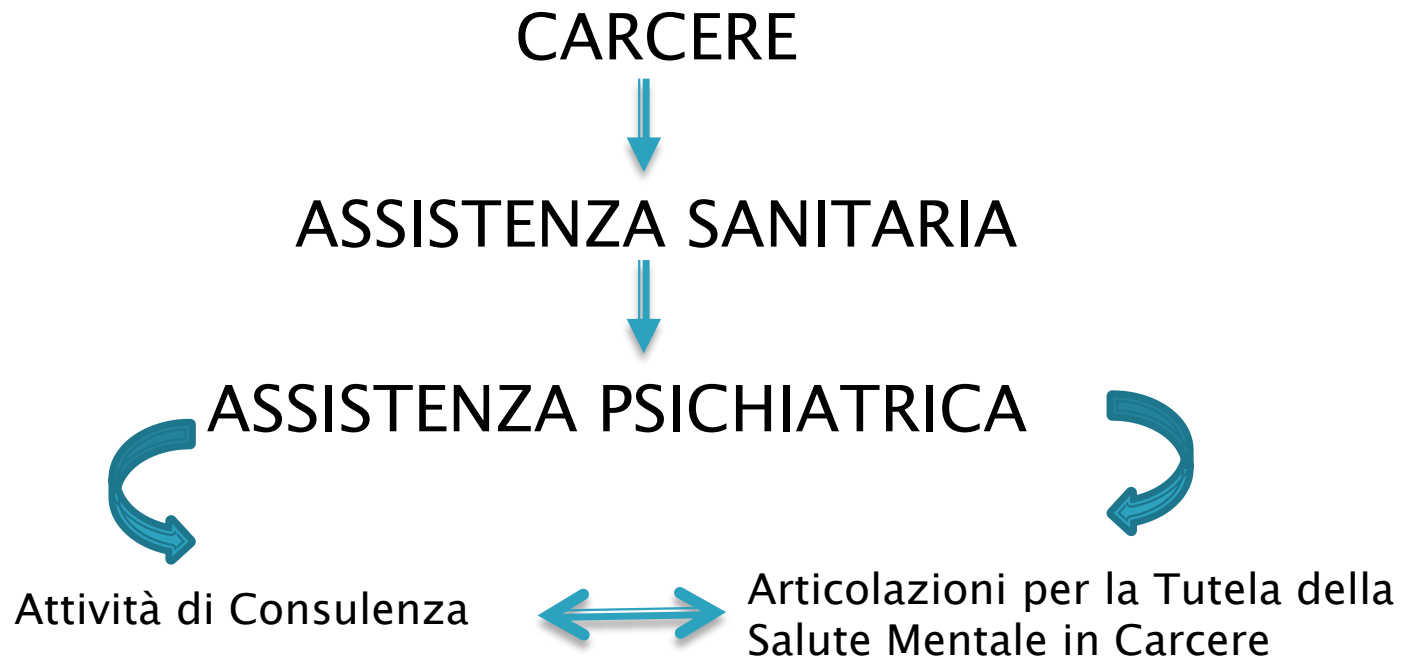 CARCERE
ASSISTENZA SANITARIA
ASSISTENZA PSICHIATRICA
Attività di Consulenza
Articolazioni per la Tutela della
Salute Mentale in Carcere